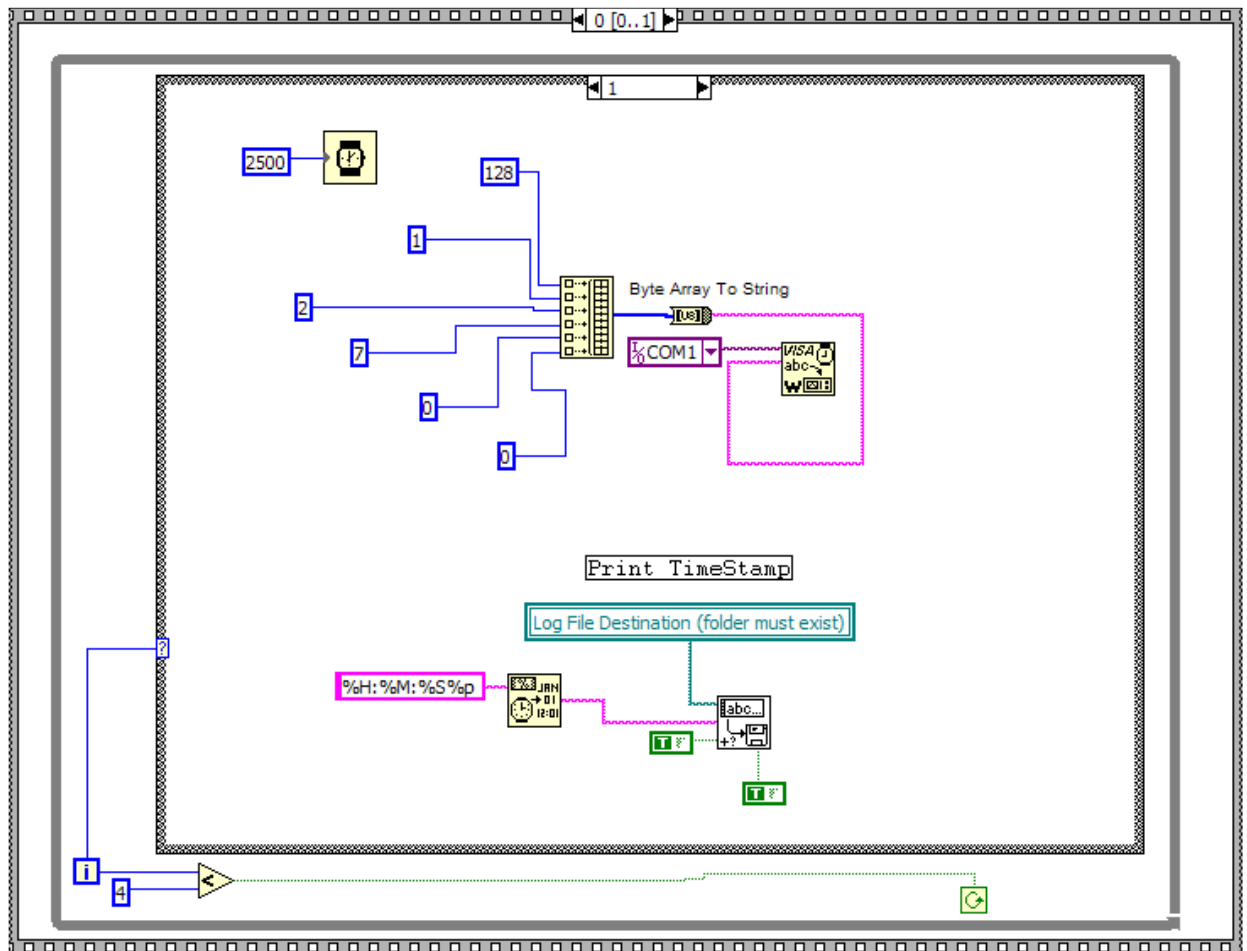 0 [0..1]
1
2500
128
1
2
Byte Array To String
[U8]
7
COM1
VISA
abc
W
0
0
Print TimeStamp
Log File Destination (folder must exist)
?
%H:%M:%S%p
% JAN
01
12:01
abc...
T
+?
T
i
4
<